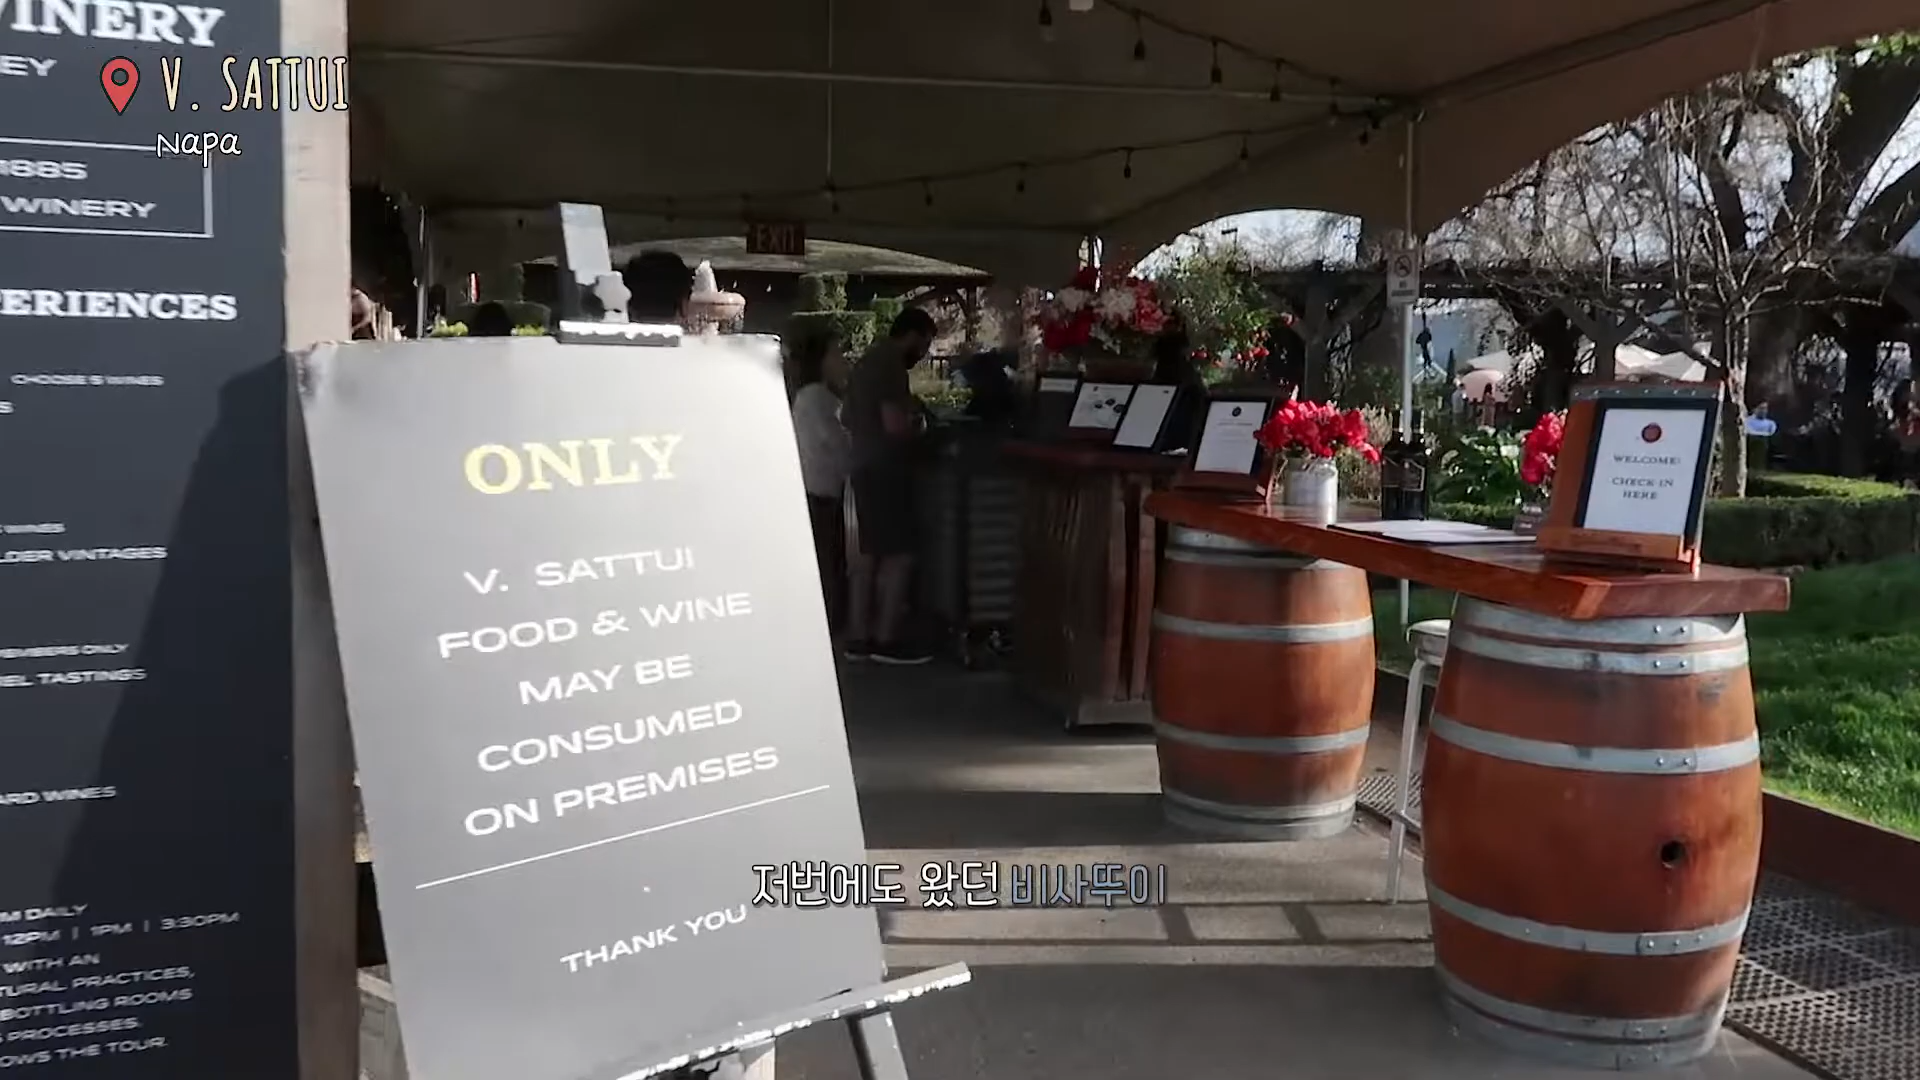 WINERY
EY
V. SATTUI
Napa
1885
WINERY
PERIENCES
CHOOSE 5 WINES
S
WINES
LDER VINTAGES
MEMBERS ONLY
EL TASTINGS
ARD WINES
M DAILY
12PM | 1PM | 3:30PM
WITH AN
TURAL PRACTICES,
BOTTLING ROOMS
PROCESSES.
OWS THE TOUR.
ONLY
V. SATTUI
FOOD & WINE
MAY BE
CONSUMED
ON PREMISES
THANK YOU
EXIT
WELCOME!
CHECK IN
HERE
저번에도 왔던 비사뚜이